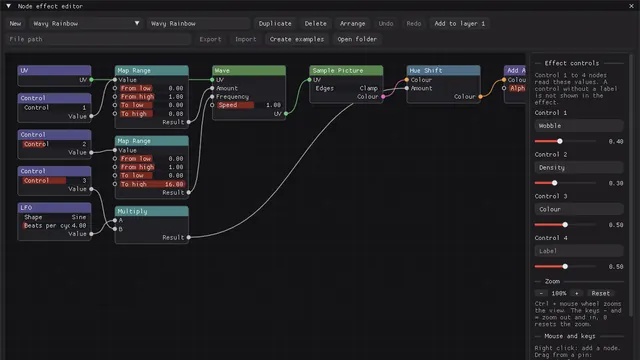 Node effect editor
New
Wavy Rainbow
Wavy Rainbow
Duplicate
Delete
Arrange
Undo
Redo
Add to layer 1
File path
Export
Import
Create examples
Open folder
UV
UV
Control
Control 1
Value
Control
Control 2
Value
Control
Control 3
Value
LFO
Shape Sine
Beats per cyc 4.00
Value
Map Range
Value
From low 0.00
From high 1.00
To low 0.00
To high 0.08
Result
Map Range
Value
From low 0.00
From high 1.00
To low 0.00
To high 16.00
Result
Multiply
A
B
Result
Wave
UV
Amount
Frequency
Speed 1.00
UV
Sample Picture
UV
Edges Clamp
Colour
Hue Shift
Colour
Amount
Colour
Add A
Colour
Alph
Effect controls
Control 1 to 4 nodes
read these values. A
control without a
label is not shown in the
effect.
Control 1
Wobble
0.40
Control 2
Density
0.30
Control 3
Colour
0.50
Control 4
Label
0.50
Zoom
- 100% + Reset
Ctrl + mouse wheel zooms
the view. The keys - and
= zoom out and in, 0
resets the zoom.
Mouse and keys
Right click: add a node.
Drag from a pin: